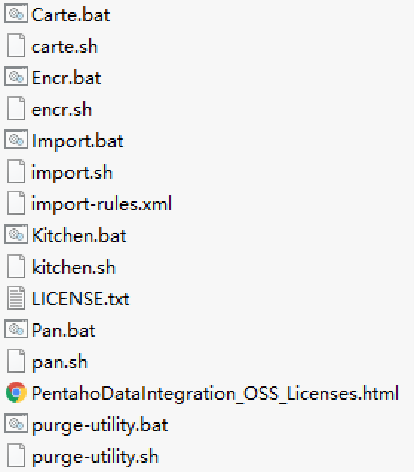 Carte.bat
carte.sh
Encr.bat
encr.sh
Import.bat
import.sh
import-rules.xml
Kitchen.bat
kitchen.sh
LICENSE.txt
Pan.bat
pan.sh
PentahoDataIntegration_OSS_Licenses.html
purge-utility.bat
purge-utility.sh